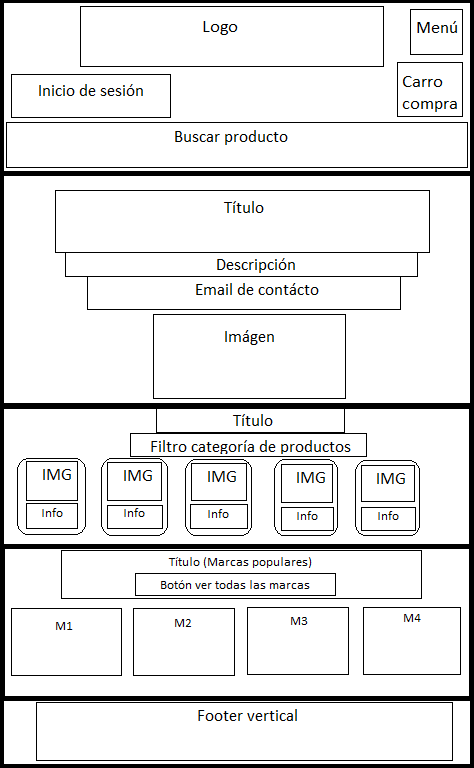 Logo
Menú
Inicio de sesión
Carro
compra
Buscar producto
Título
Descripción
Email de contácto
Imágen
Título
Filtro categoría de productos
IMG
IMG
IMG
IMG
IMG
Info
Info
Info
Info
Info
Título (Marcas populares)
Botón ver todas las marcas
M1
M2
M3
M4
Footer vertical